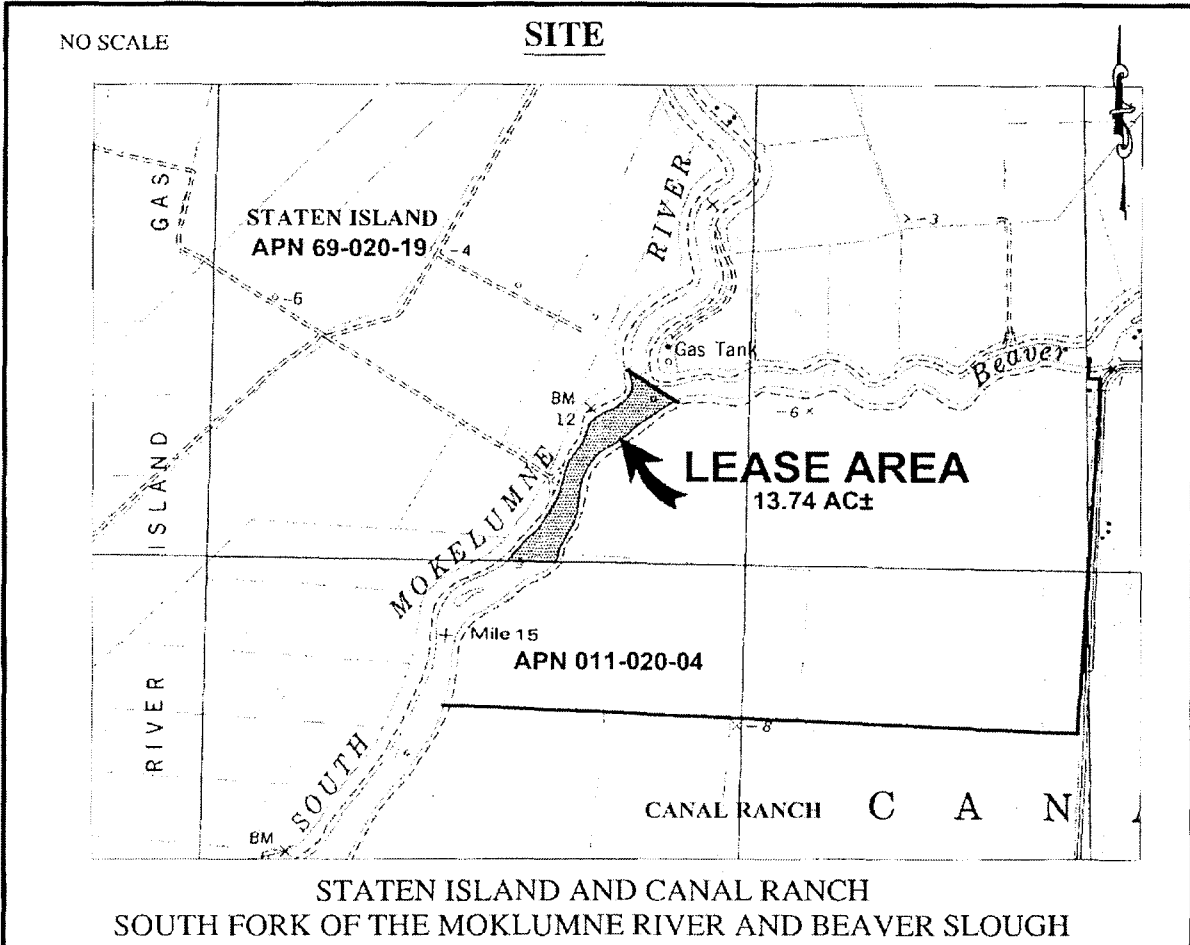 NO SCALE
SITE
GAS
STATEN ISLAND
APN 69-020-19
-4
-6
RIVER
-3
Gas Tank
Beaver
BM
12
-6
ISLAND
MOKELUMNE
LEASE AREA
13.74 AC±
Mile 15
APN 011-020-04
RIVER
SOUTH
-8
CANAL RANCH
C A N
BM
STATEN ISLAND AND CANAL RANCH
SOUTH FORK OF THE MOKLUMNE RIVER AND BEAVER SLOUGH